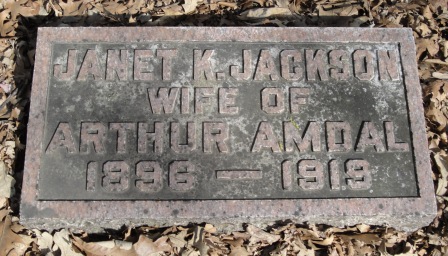 JANET K. JACKSON
WIFE OF
ARTHUR AMDAL
1896 — 1919